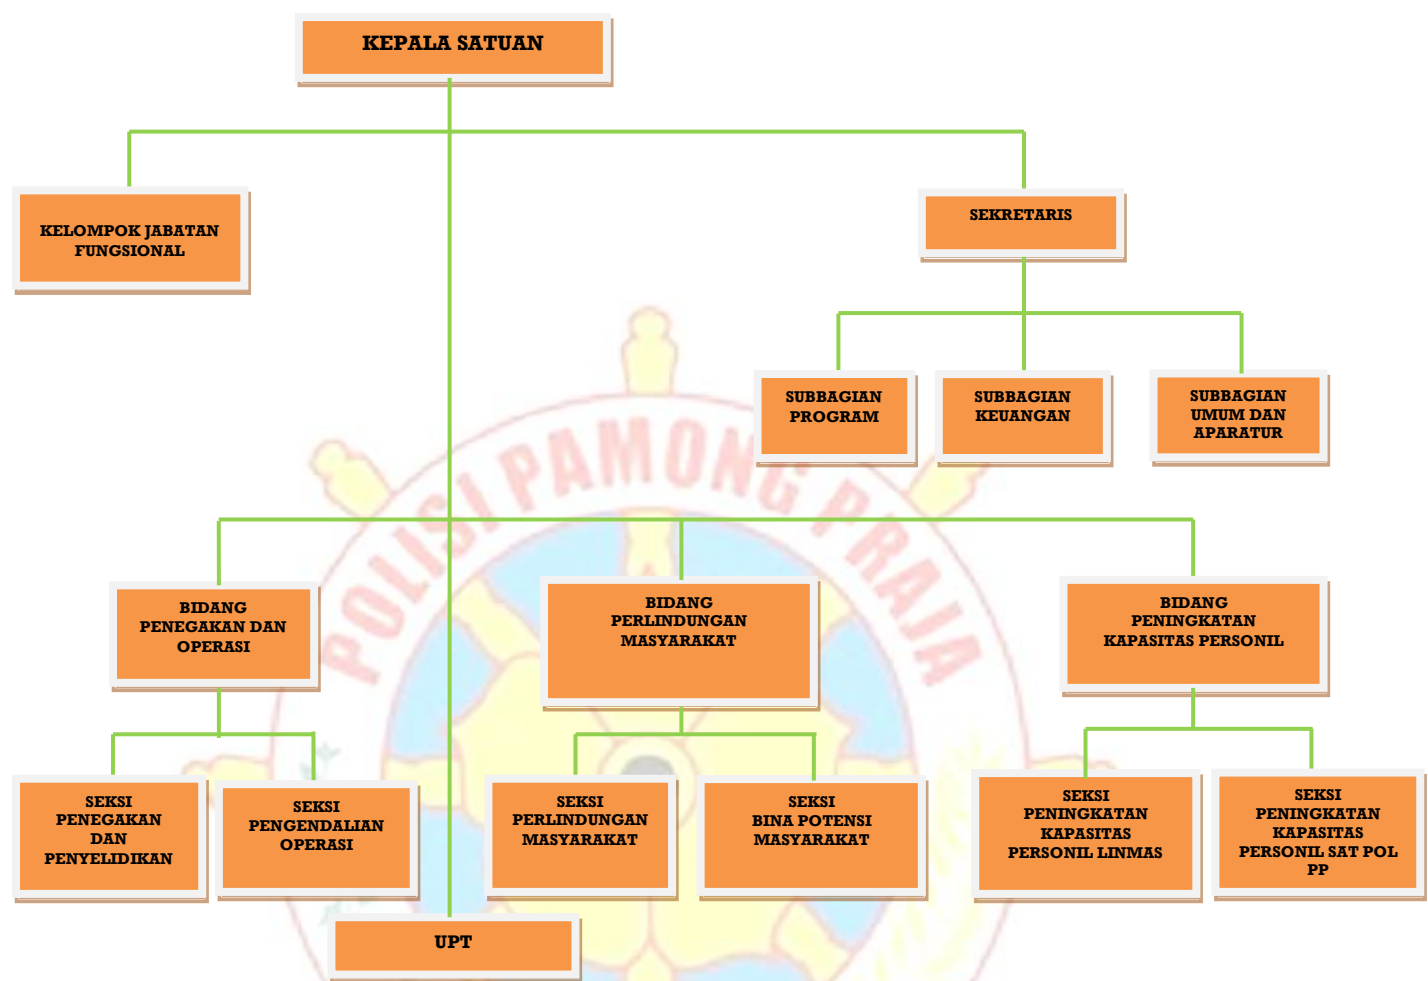 KEPALA SATUAN
KELOMPOK JABATAN
FUNGSIONAL
SEKRETARIS
SUBBAGIAN
PROGRAM
SUBBAGIAN
KEUANGAN
SUBBAGIAN
UMUM DAN
APARATUR
POLISI PAMONG PRAJA
BIDANG
PENEGAKAN DAN
OPERASI
BIDANG
PERLINDUNGAN
MASYARAKAT
BIDANG
PENINGKATAN
KAPASITAS PERSONIL
SEKSI
PENEGAKAN
DAN
PENYELIDIKAN
SEKSI
PENGENDALIAN
OPERASI
SEKSI
PERLINDUNGAN
MASYARAKAT
SEKSI
BINA POTENSI
MASYARAKAT
SEKSI
PENINGKATAN
KAPASITAS
PERSONIL LINMAS
SEKSI
PENINGKATAN
KAPASITAS
PERSONIL SAT POL
PP
UPT